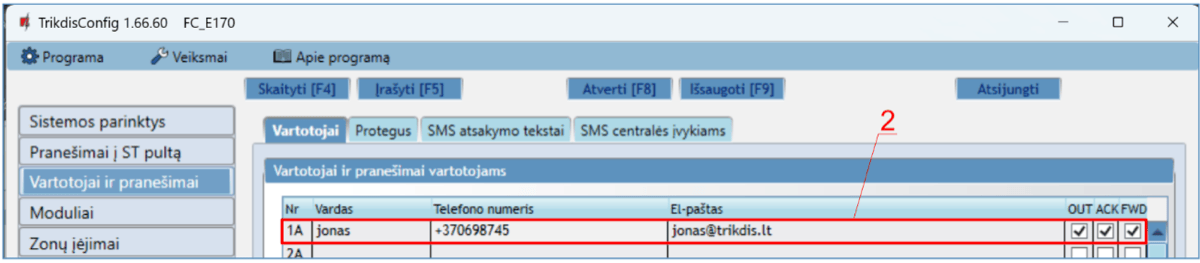 TrikdisConfig 1.66.60 FC_E170
Programa Veiksmai Apie programą
Skaityti [F4] Įrašyti [F5] Atverti [F8] Išsaugoti [F9] Atsijungti
Sistemos parinktys
Pranešimai į ST pultą
Vartotojai ir pranešimai
Moduliai
Zonų įėjimai
Vartotojai Protegus SMS atsakymo tekstai SMS centralės įvykiams
2
Vartotojai ir pranešimai vartotojams
Nr Vardas Telefono numeris El-paštas OUT ACK FWD
1A jonas +370698745 jonas@trikdis.lt
2A